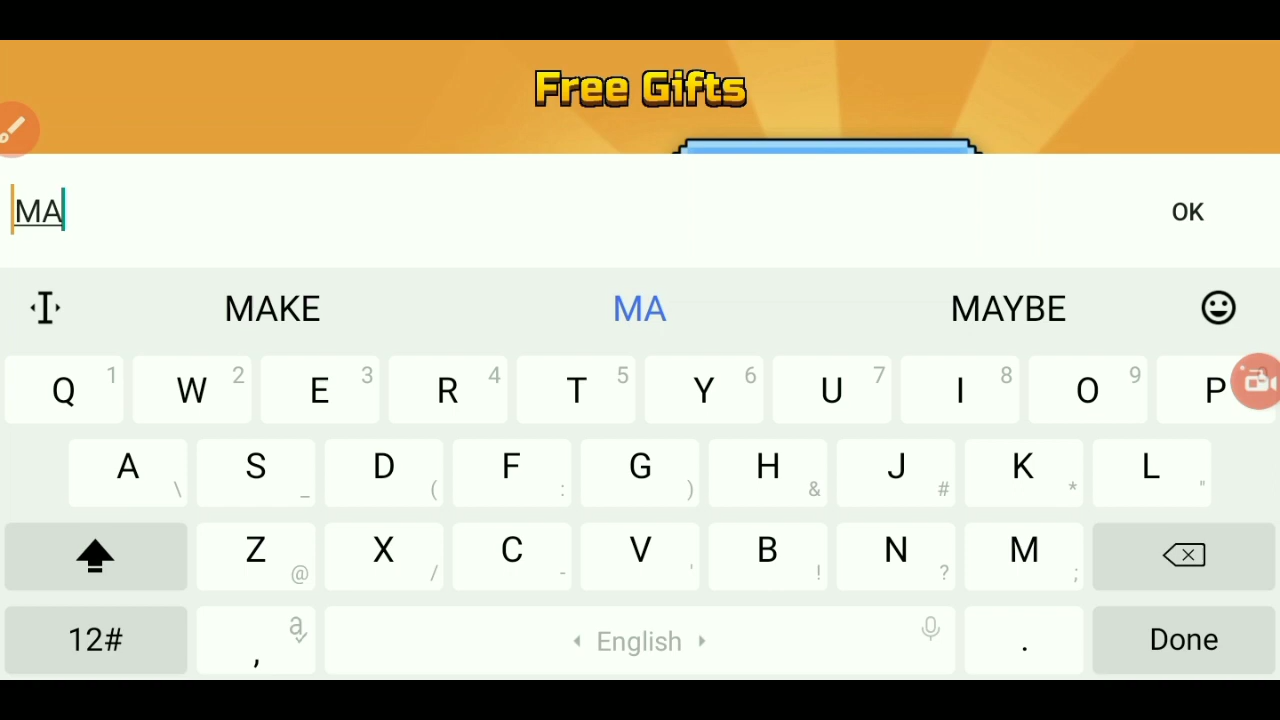 Free Gifts
MA
OK
MAKE MA MAYBE
Q 1 W 2 E 3 R 4 T 5 Y 6 U 7 I 8 O 9 P
A \ S _ D ( F : G ) H & J # K * L "
Z @ X / C - V ' B ! N ? M ;
12# , a English . Done